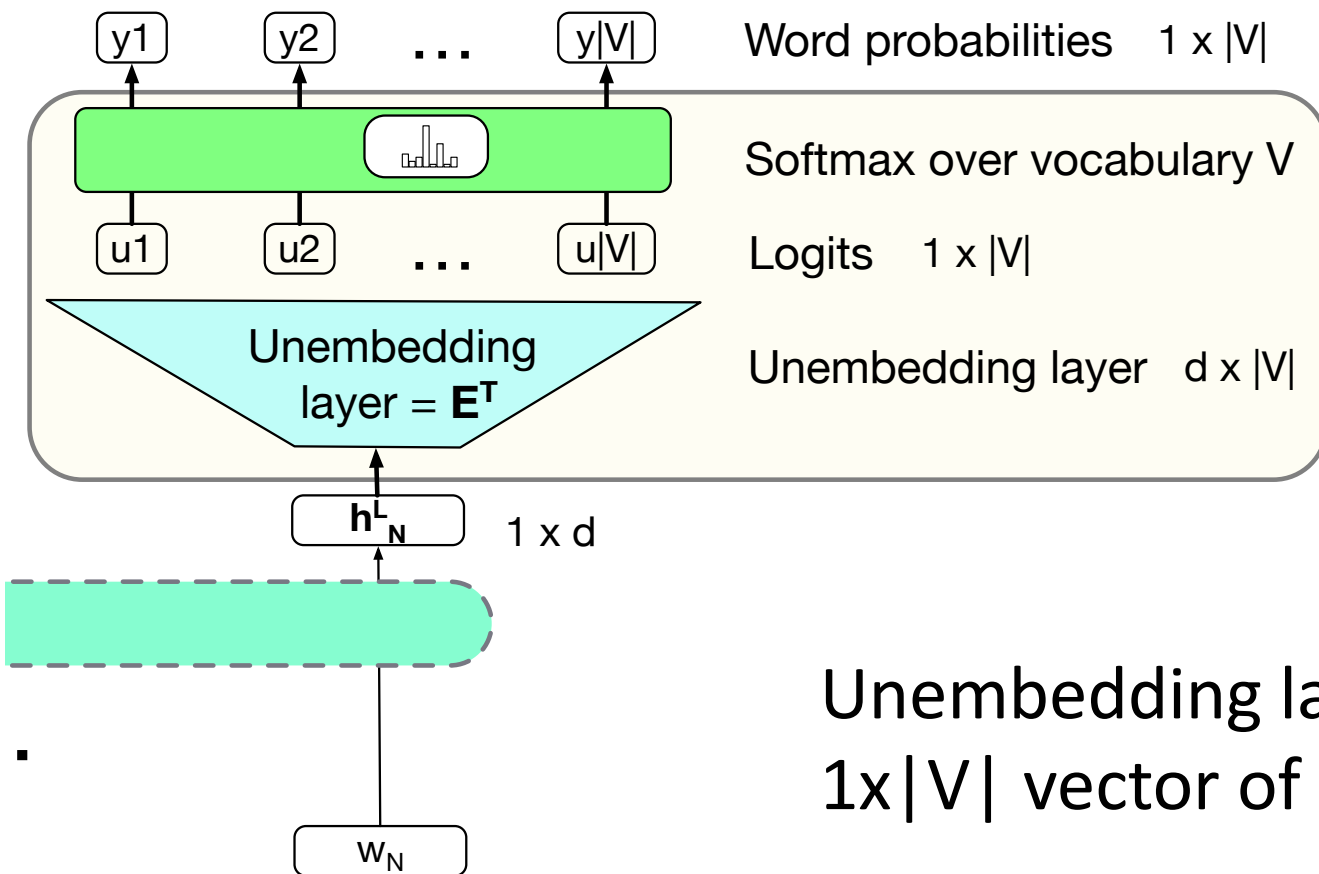 y1 y2 ... y|V| Word probabilities 1 x |V|
Softmax over vocabulary V
u1 u2 ... u|V| Logits 1 x |V|
Unembedding
layer = E^T
Unembedding layer d x |V|
h^L_N 1 x d
.
Unembedding la
1x|V| vector of
w_N